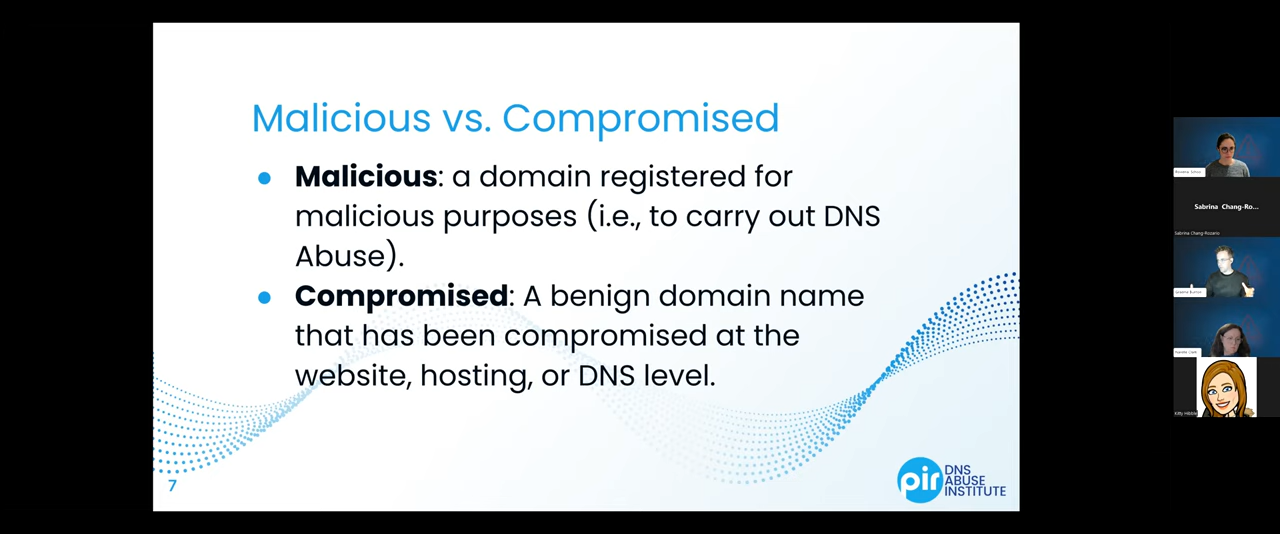 Malicious vs. Compromised
● Malicious: a domain registered for
malicious purposes (i.e., to carry out DNS
Abuse).
● Compromised: A benign domain name
that has been compromised at the
website, hosting, or DNS level.
7
pir DNS
ABUSE
INSTITUTE
Sabrina Chang-Ro...
Sabrina Chang-Rozario